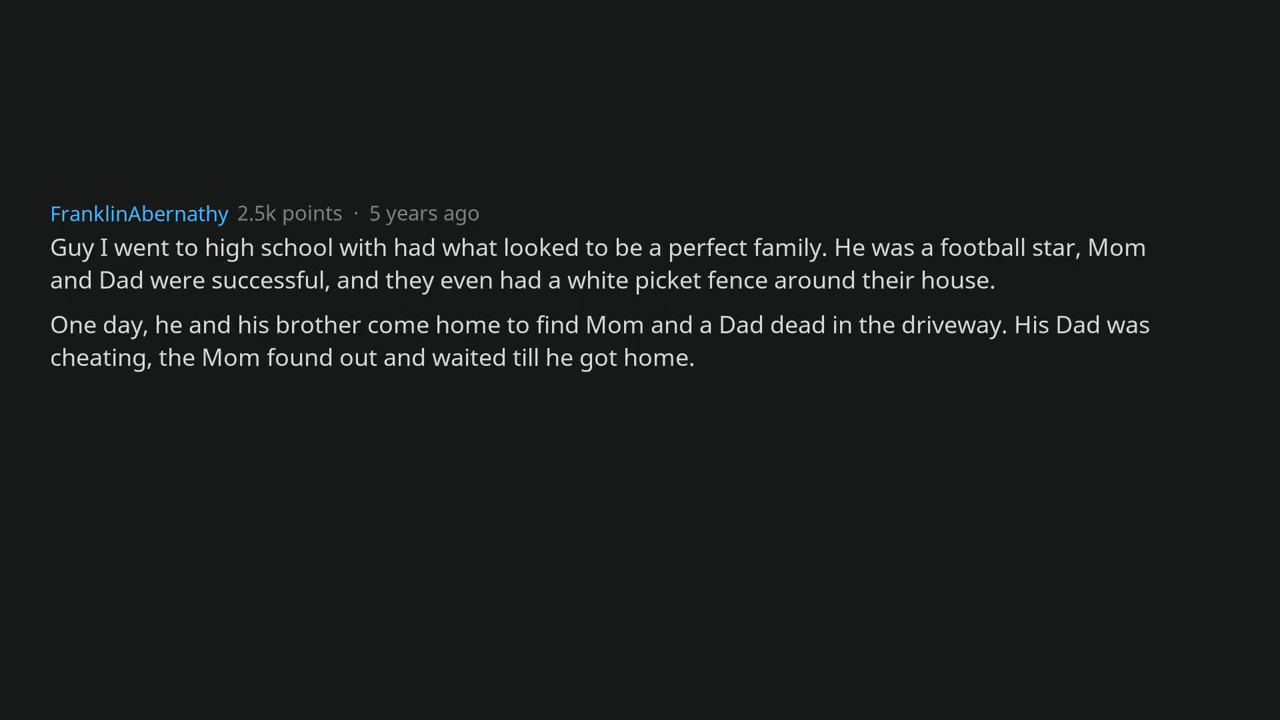 FranklinAbernathy 2.5k points · 5 years ago
Guy I went to high school with had what looked to be a perfect family. He was a football star, Mom
and Dad were successful, and they even had a white picket fence around their house.
One day, he and his brother come home to find Mom and a Dad dead in the driveway. His Dad was
cheating, the Mom found out and waited till he got home.